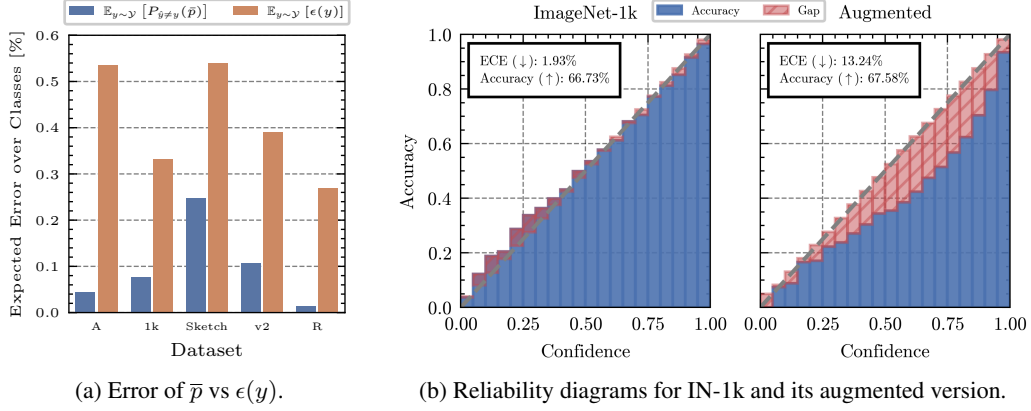 𝔼_{y∼𝒴} [P_{ŷ≠y}(p̄)]
𝔼_{y∼𝒴} [ϵ(y)]
Expected Error over Classes [%]
0.6
0.5
0.4
0.3
0.2
0.1
0.0
A 1k Sketch v2 R
Dataset
(a) Error of p̄ vs ϵ(y).
ImageNet-1k
Accuracy Gap
Augmented
ECE (↓): 1.93%
Accuracy (↑): 66.73%
Accuracy
1.0
0.8
0.6
0.4
0.2
0.0
0.00 0.25 0.50 0.75 1.00
Confidence
ECE (↓): 13.24%
Accuracy (↑): 67.58%
0.00 0.25 0.50 0.75 1.00
Confidence
(b) Reliability diagrams for IN-1k and its augmented version.